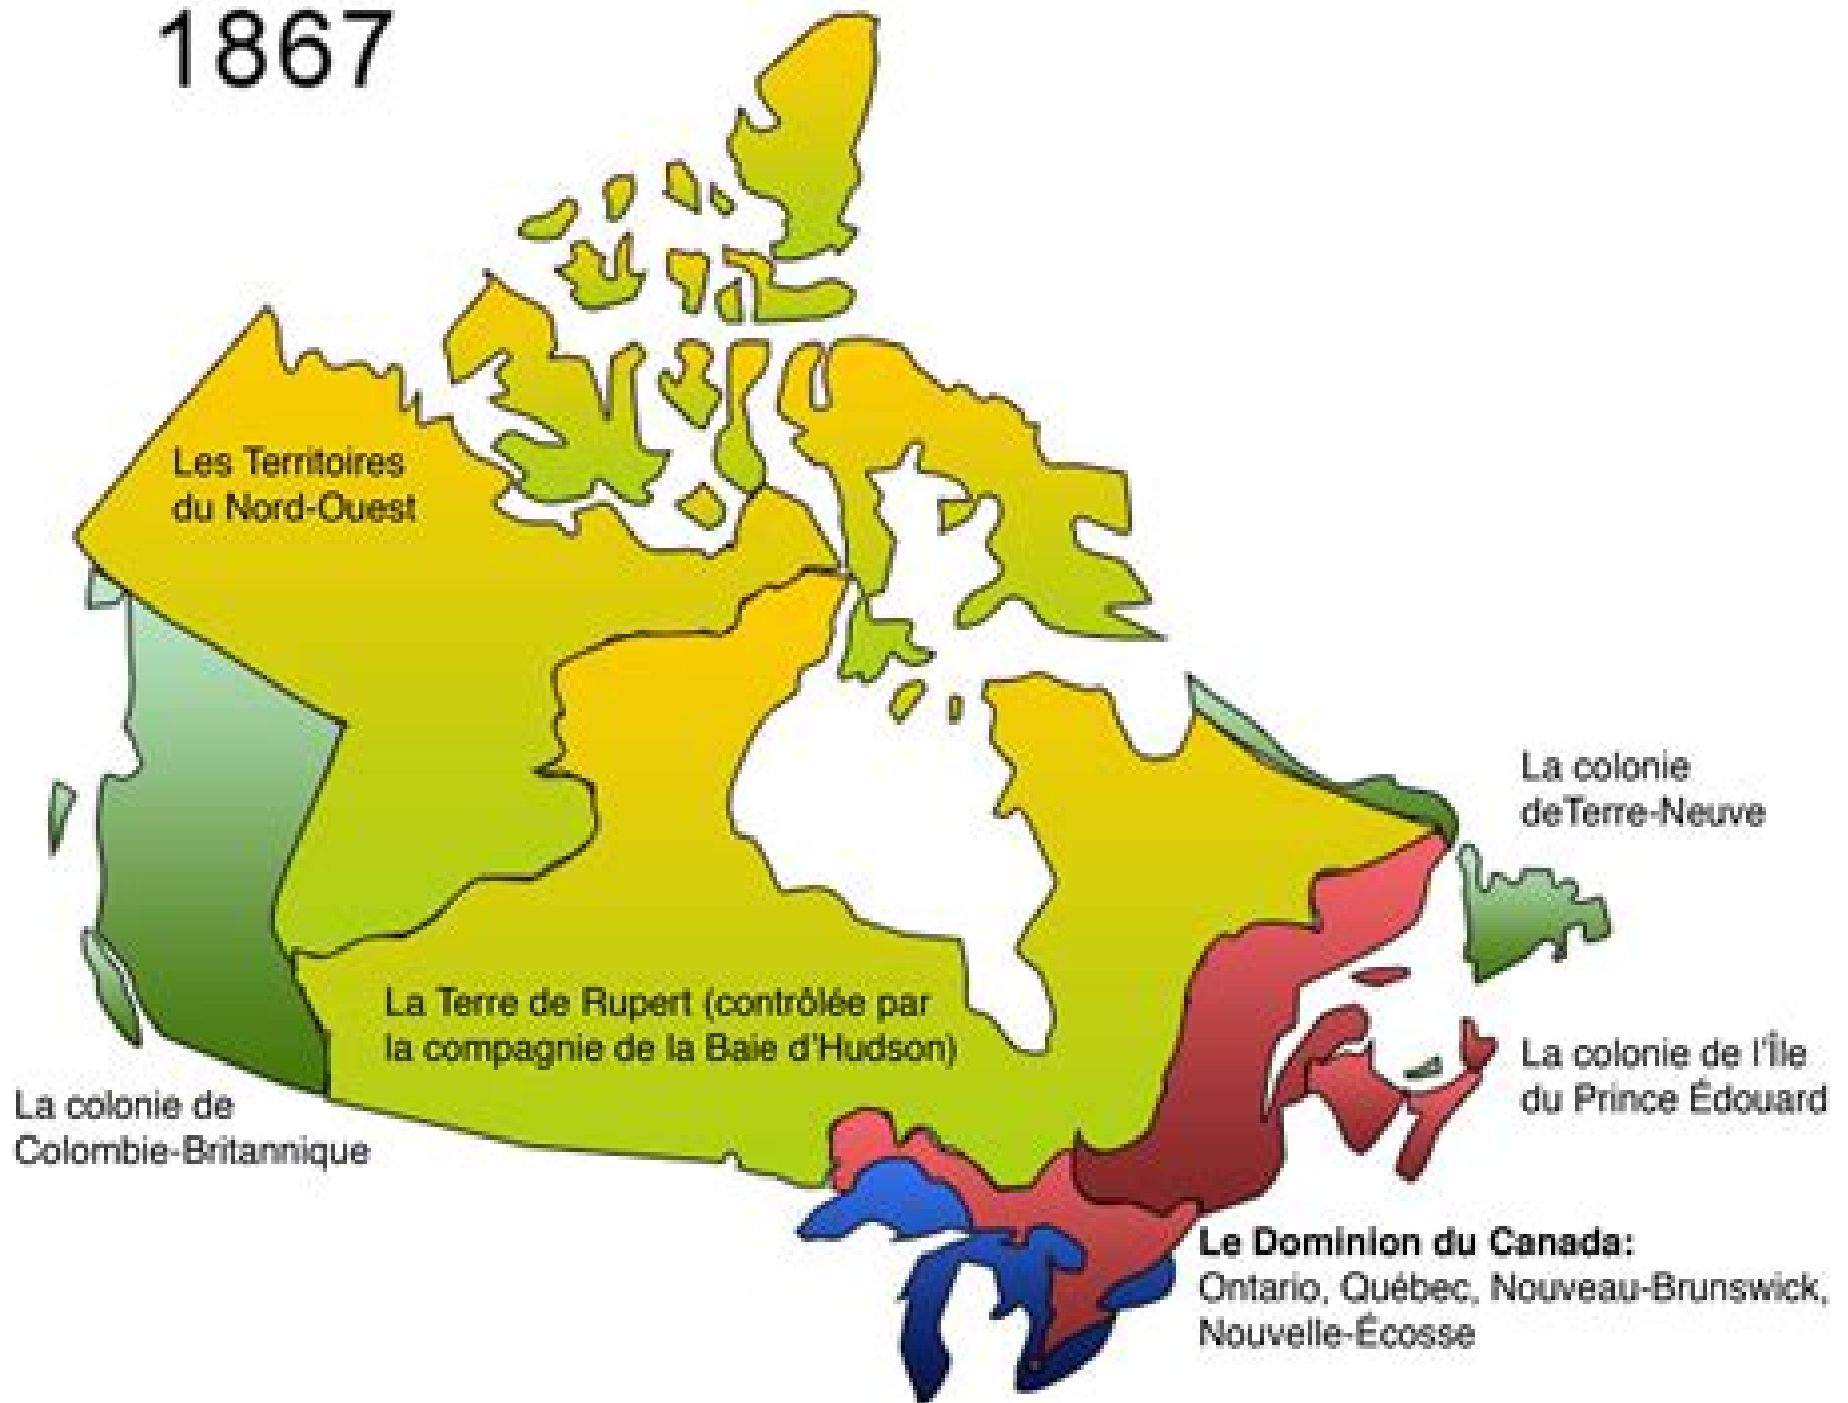 1867
Les Territoires
du Nord-Ouest
La colonie
deTerre-Neuve
La Terre de Rupert (contrôlée par
la compagnie de la Baie d'Hudson)
La colonie de l'Île
du Prince Édouard
La colonie de
Colombie-Britannique
Le Dominion du Canada:
Ontario, Québec, Nouveau-Brunswick,
Nouvelle-Écosse